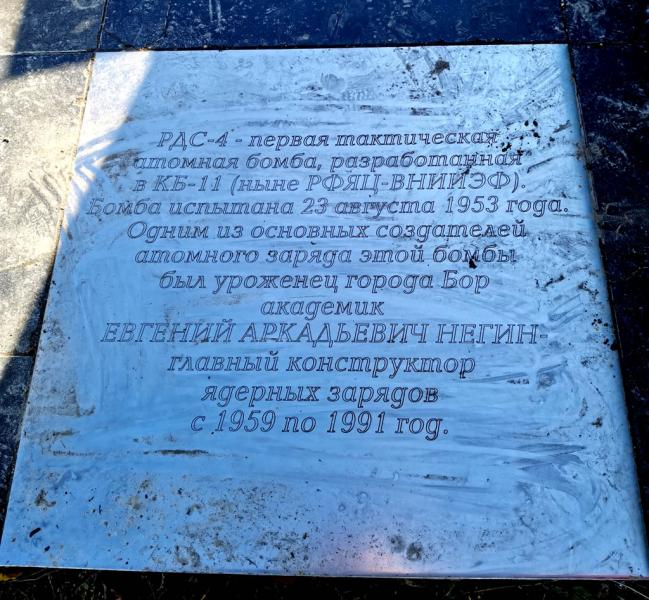 РДС-4 - первая тактическая
атомная бомба, разработанная
в КБ-11 (ныне РФЯЦ-ВНИИЭФ).
Бомба испытана 23 августа 1953 года.
Одним из основных создателей
атомного заряда этой бомбы
был уроженец города Бор
академик
ЕВГЕНИЙ АРКАДЬЕВИЧ НЕГИН-
главный конструктор
ядерных зарядов
с 1959 по 1991 год.